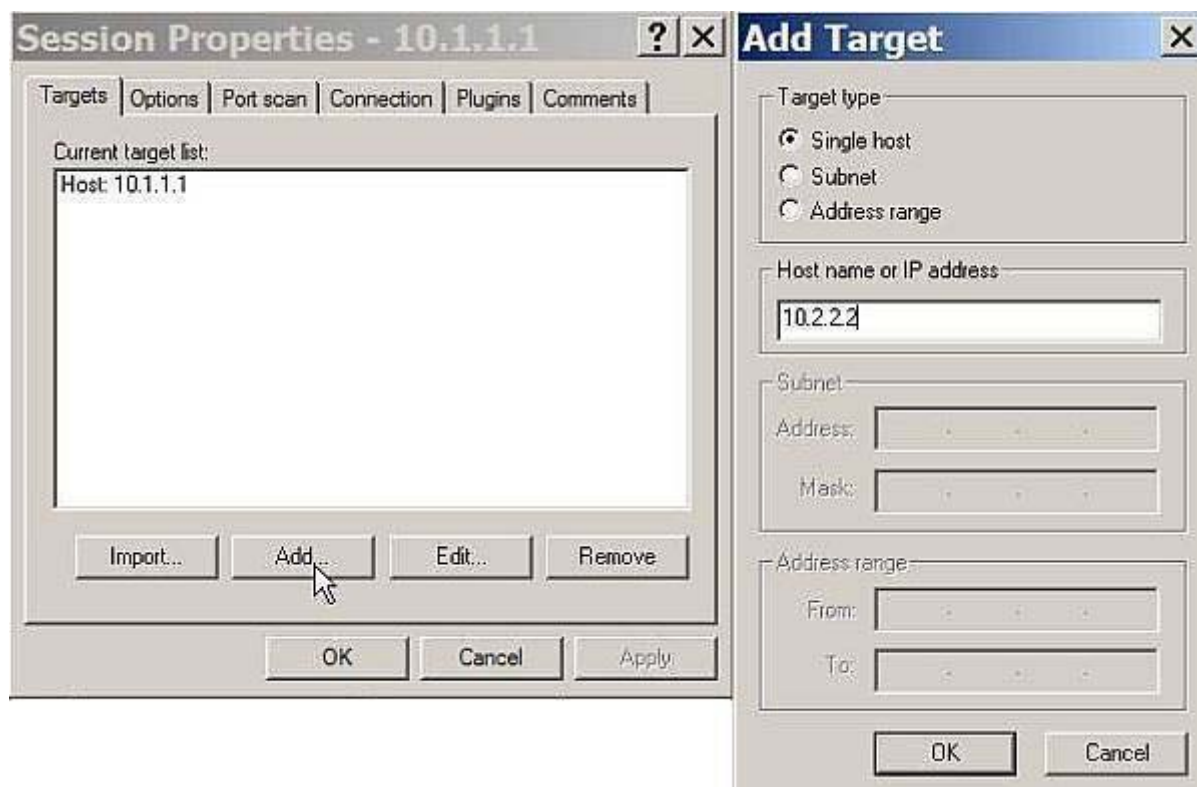 Session Properties - 10.1.1.1
Targets
Options
Port scan
Connection
Plugins
Comments
Current target list:
Host: 10.1.1.1
Import...
Add...
Edit...
Remove
OK
Cancel
Apply
Add Target
Target type
Single host
Subnet
Address range
Host name or IP address
10.2.2.2
Subnet
Address:
Mask:
Address range
From:
To:
OK
Cancel